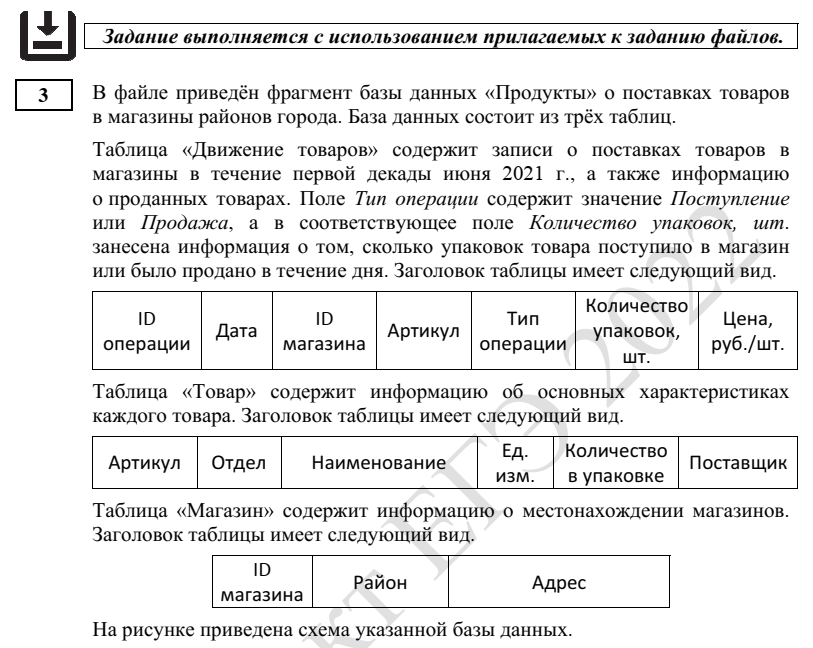 Задание выполняется с использованием прилагаемых к заданию файлов.
3
В файле приведён фрагмент базы данных «Продукты» о поставках товаров
в магазины районов города. База данных состоит из трёх таблиц.
Таблица «Движение товаров» содержит записи о поставках товаров в
магазины в течение первой декады июня 2021 г., а также информацию
о проданных товарах. Поле Тип операции содержит значение Поступление
или Продажа, а в соответствующее поле Количество упаковок, шт.
занесена информация о том, сколько упаковок товара поступило в магазин
или было продано в течение дня. Заголовок таблицы имеет следующий вид.
ID операции
Дата
ID магазина
Артикул
Тип операции
Количество упаковок, шт.
Цена, руб./шт.
Таблица «Товар» содержит информацию об основных характеристиках
каждого товара. Заголовок таблицы имеет следующий вид.
Артикул
Отдел
Наименование
Ед. изм.
Количество в упаковке
Поставщик
Таблица «Магазин» содержит информацию о местонахождении магазинов.
Заголовок таблицы имеет следующий вид.
ID магазина
Район
Адрес
На рисунке приведена схема указанной базы данных.
кт ЕГЭ 2022